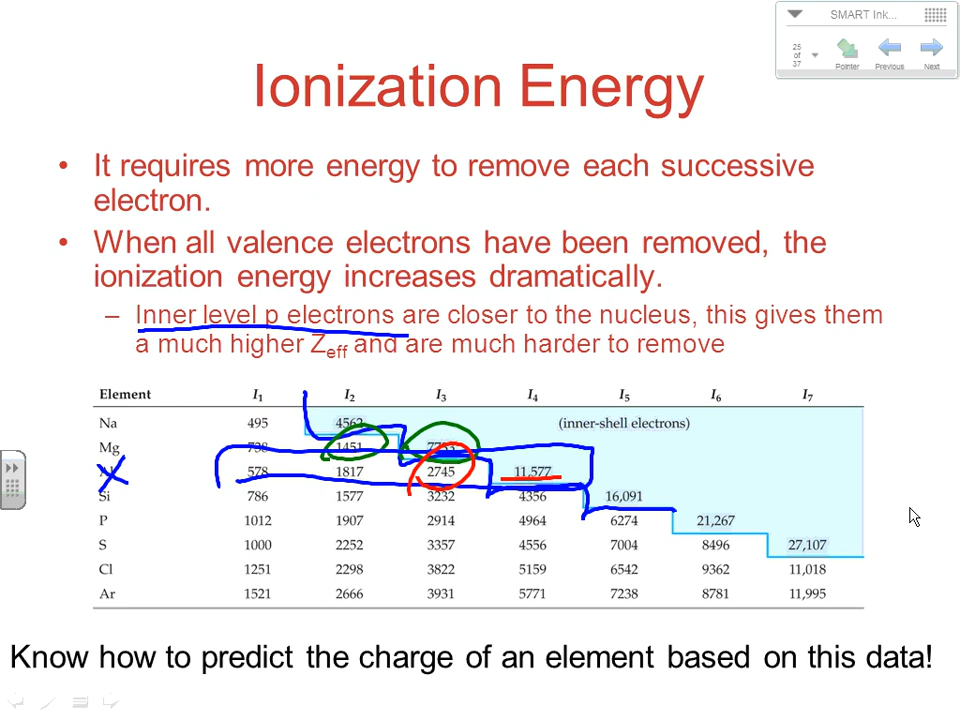 SMART Ink...
25
of
37
Pointer Previous Next
Ionization Energy
• It requires more energy to remove each successive
electron.
• When all valence electrons have been removed, the
ionization energy increases dramatically.
– Inner level p electrons are closer to the nucleus, this gives them
a much higher Zeff and are much harder to remove
Element I1 I2 I3 I4 I5 I6 I7
Na 495 4562 (inner-shell electrons)
Mg 738 1451 7733
578 1817 2745 11,577
Si 786 1577 3232 4356 16,091
P 1012 1907 2914 4964 6274 21,267
S 1000 2252 3357 4556 7004 8496 27,107
Cl 1251 2298 3822 5159 6542 9362 11,018
Ar 1521 2666 3931 5771 7238 8781 11,995
Know how to predict the charge of an element based on this data!